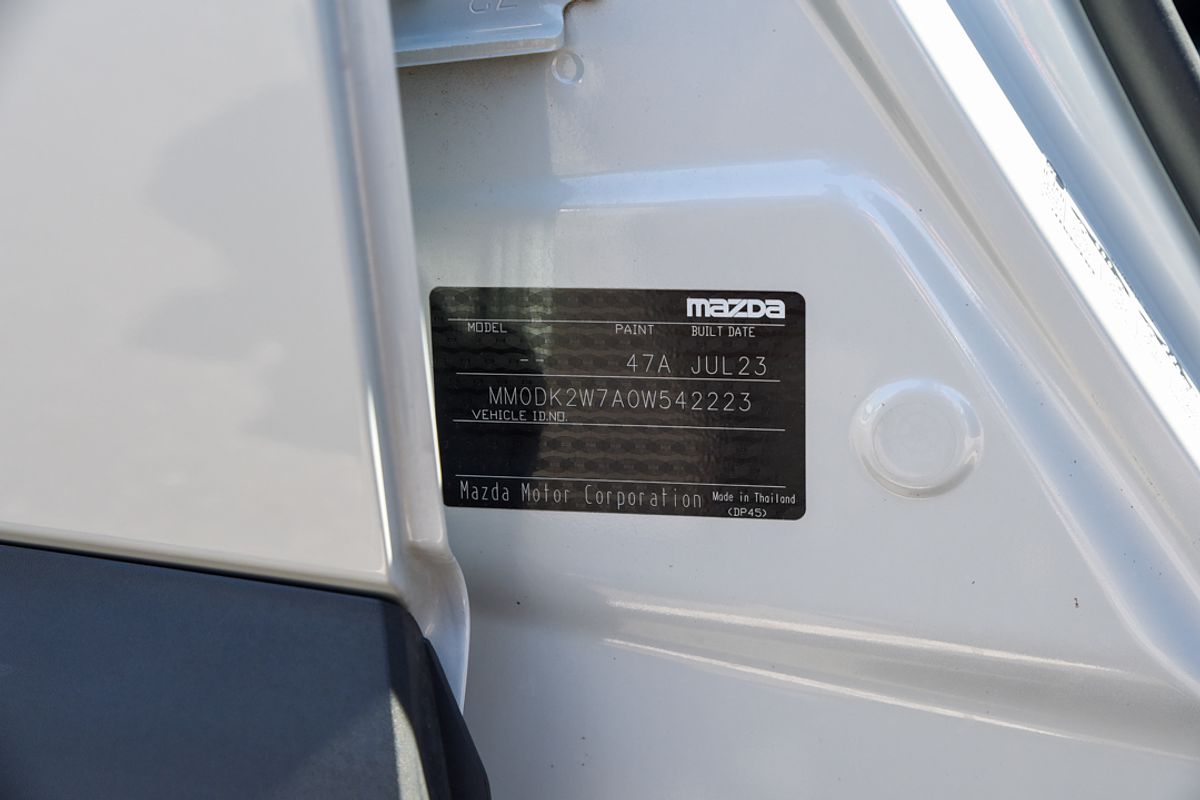 mazda
MODEL PAINT BUILT DATE
-- 47A JUL23
MM0DK2W7A0W542223
VEHICLE ID.NO.
Mazda Motor Corporation Made in Thailand
(DP45)